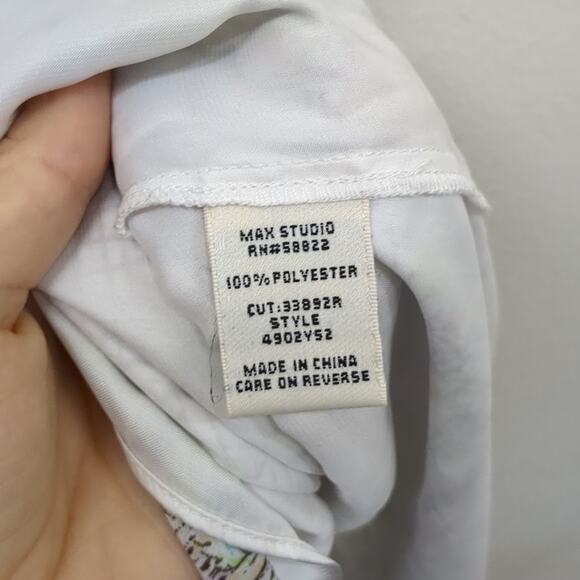 MAX STUDIO
RN#58822
100% POLYESTER
CUT:33892R
STYLE
4902Y52
MADE IN CHINA
CARE ON REVERSE